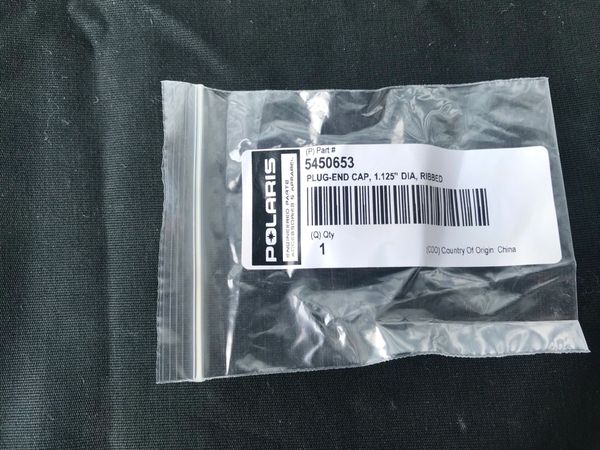 POLARIS
ENGINEERED PARTS
ACCESSORIES & APPAREL
(P) Part #
5450653
PLUG-END CAP, 1.125" DIA, RIBBED
(Q) Qty
1
(COO) Country Of Origin China